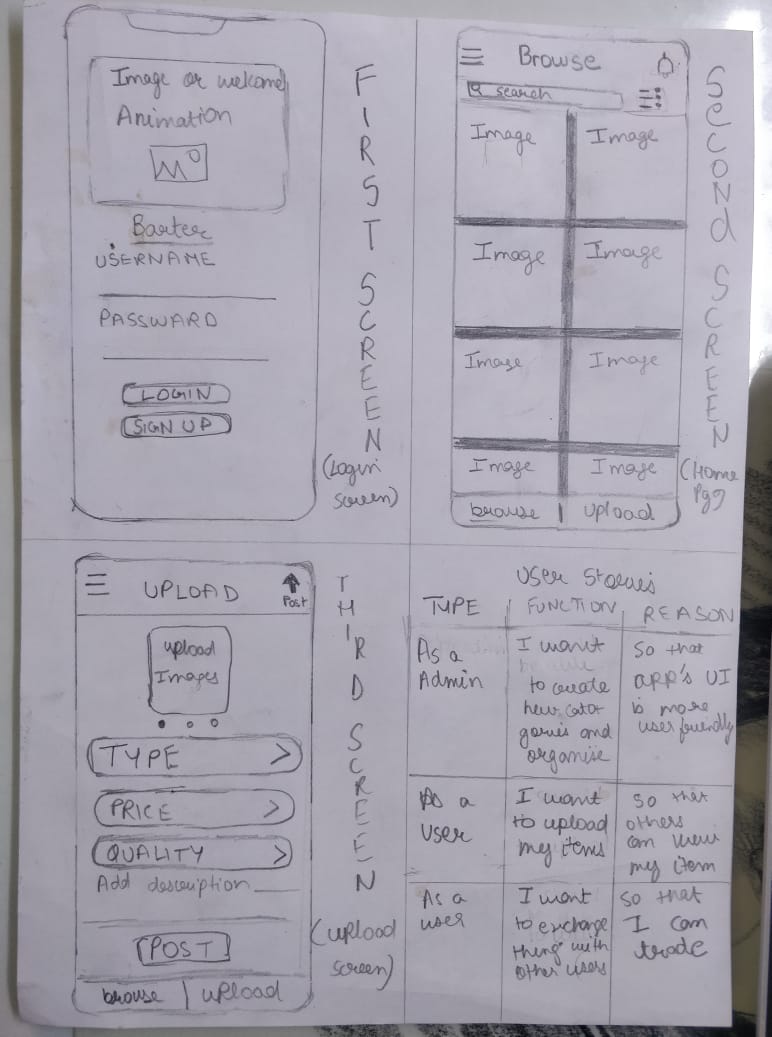 Image or welcome
Animation
Barter
USERNAME
PASSWARD
LOGIN
SIGN UP
FIRST SCREEN
(Login
screen)
Browse
search
Image Image
Image Image
Image Image
Image Image
browse | upload
SecoNd SCREEN
(Home
Pg)
UPLOAD
Post
upload
Images
TYPE >
PRICE >
QUALITY >
Add description
POST
browse | upload
THIRD SCREEN
(upload
screen)
User Stories
TYPE FUNCTION REASON
As a
Admin
I want
to create
new cator
gories and
organise
So that
app's UI
is more
user friendly
As a
user
I want
to upload
my items
So that
others
can view
my item
As a
user
I want
to exchange
thing with
other users
So that
I can
trade